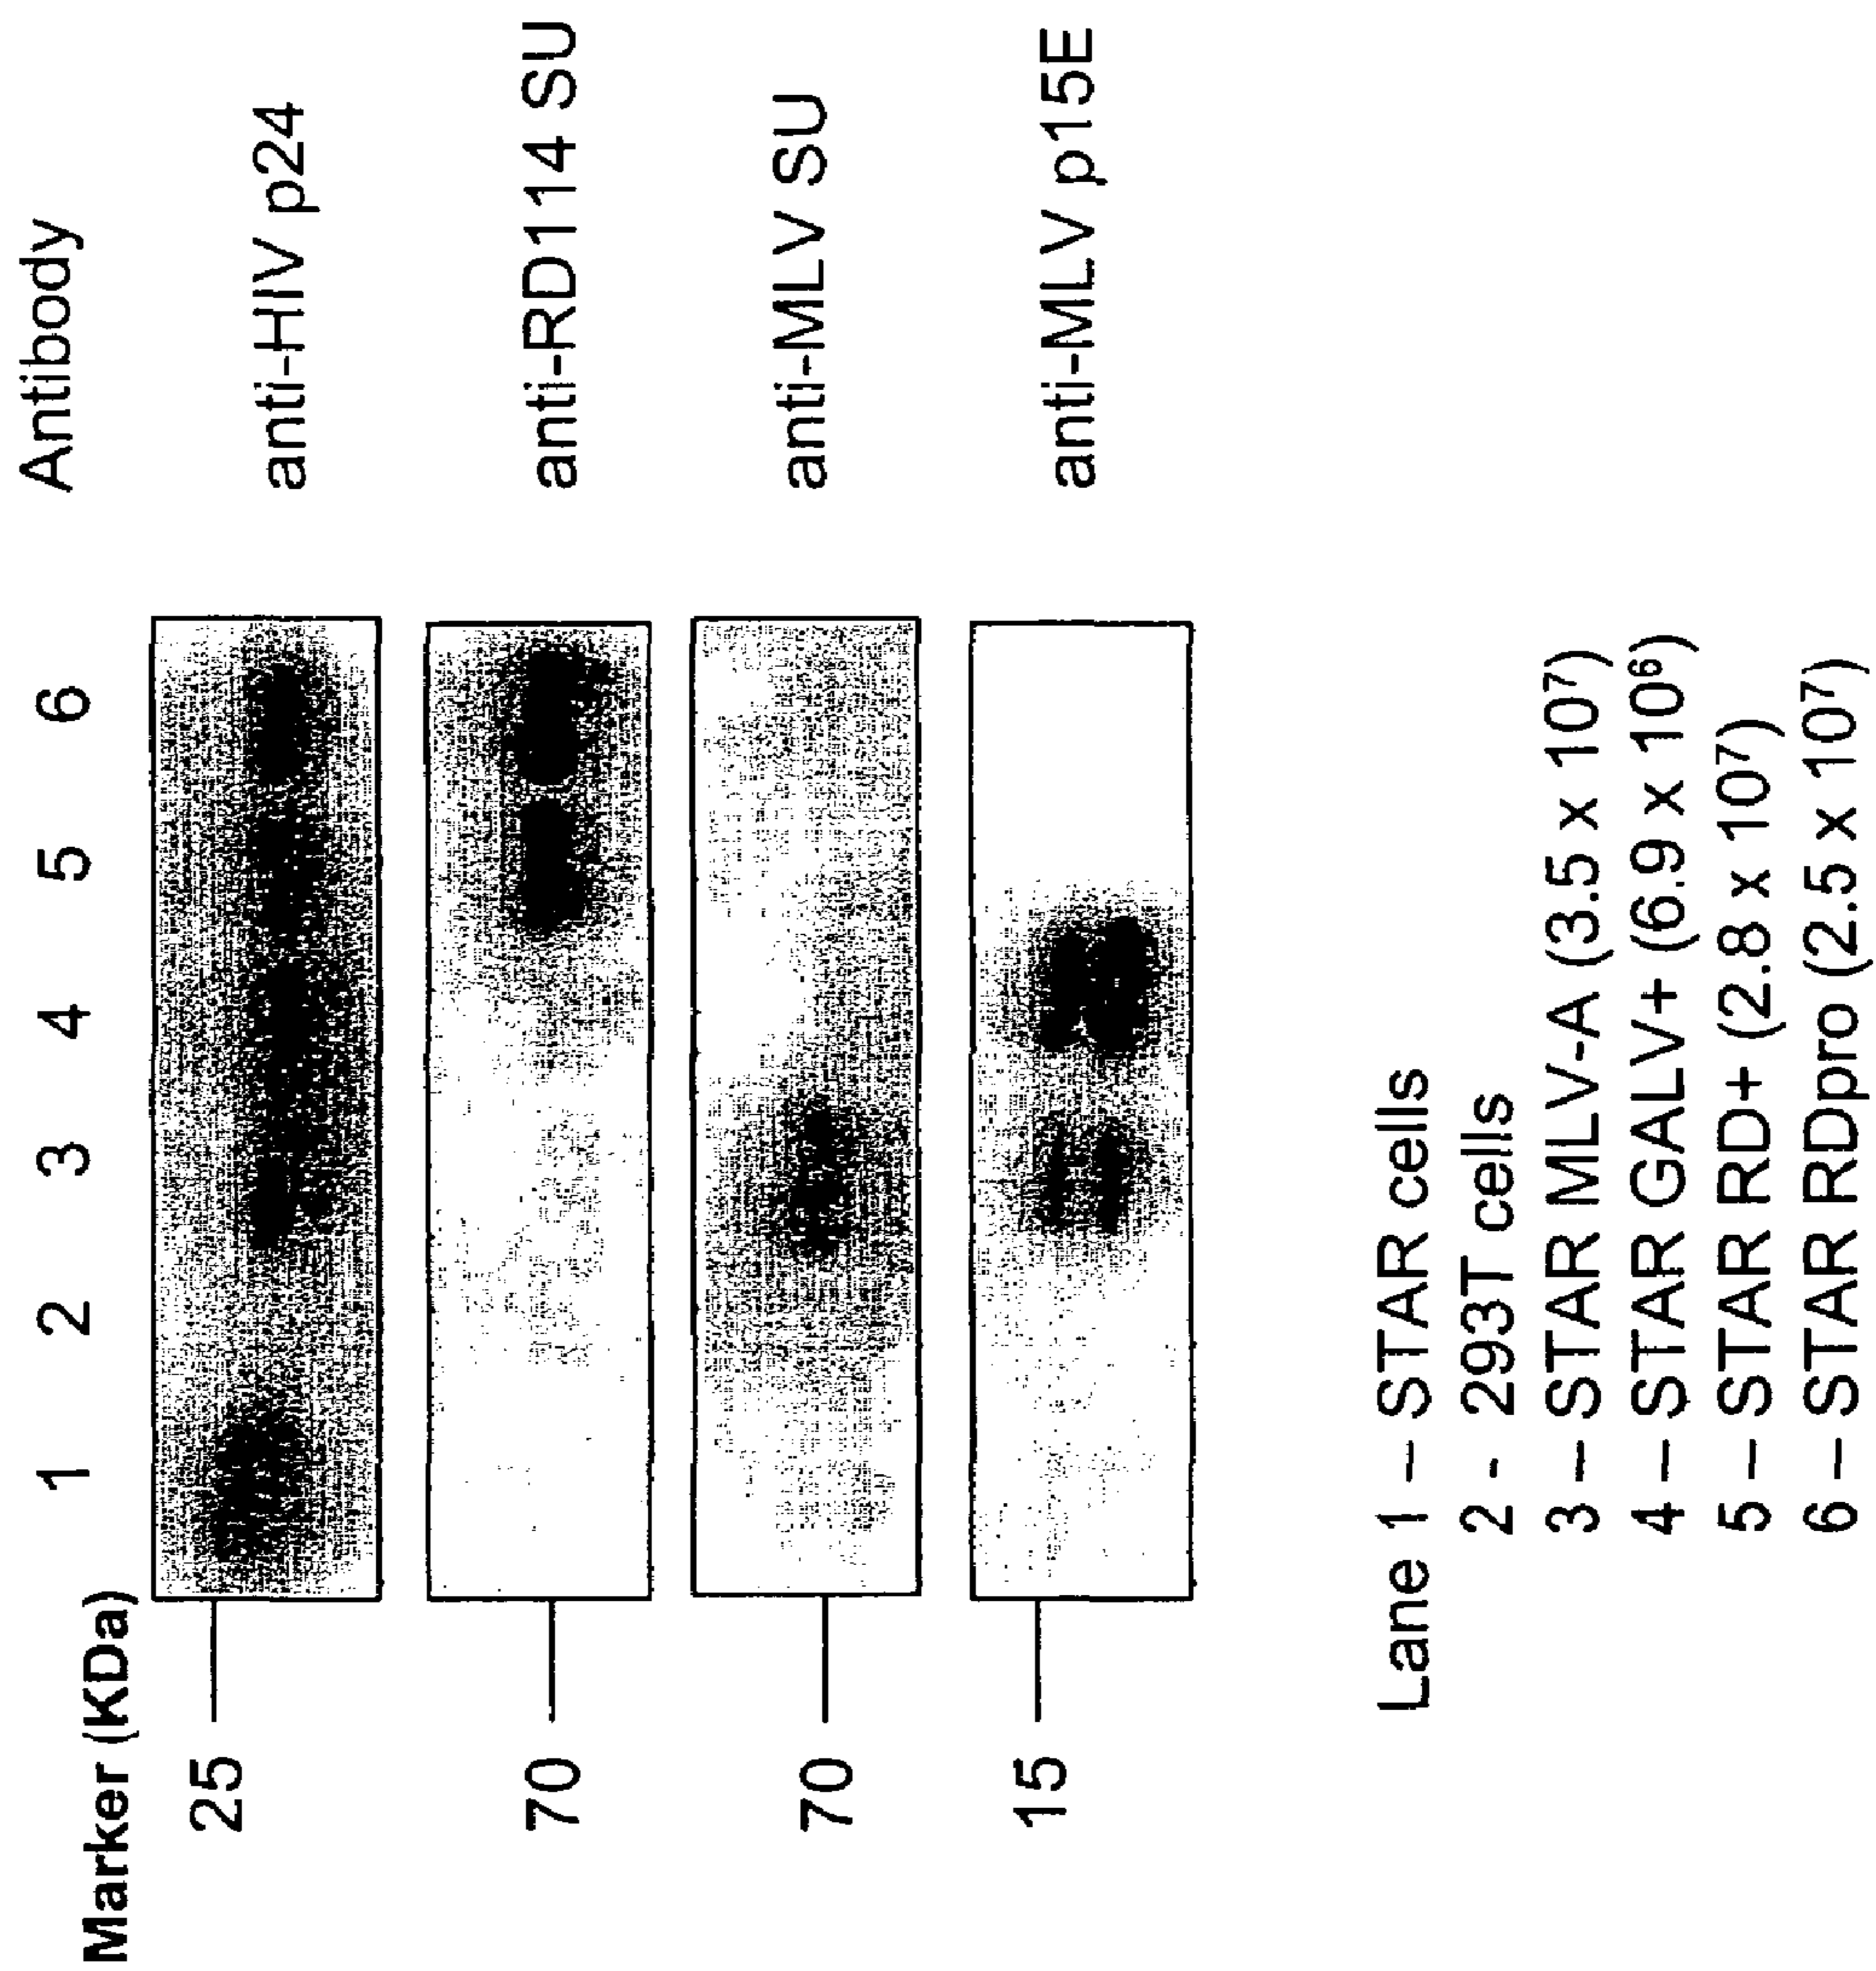 Marker (KDa) 1 2 3 4 5 6 Antibody
25 anti-HIV p24
70 anti-RD114 SU
70 anti-MLV SU
15 anti-MLV p15E
Lane 1 – STAR cells
2 - 293T cells
3 – STAR MLV-A (3.5 x 10⁷)
4 – STAR GALV+ (6.9 x 10⁶)
5 – STAR RD+ (2.8 x 10⁷)
6 – STAR RDpro (2.5 x 10⁷)